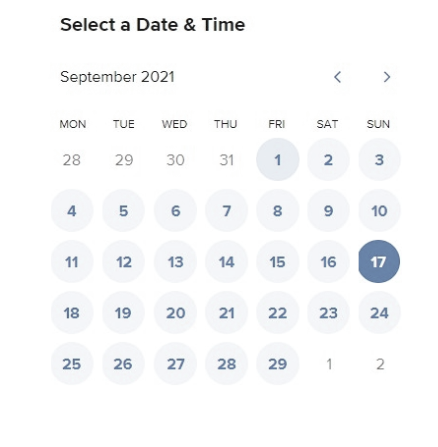 Select a Date & Time
September 2021
MON TUE WED THU FRI SAT SUN
28 29 30 31 1 2 3
4 5 6 7 8 9 10
11 12 13 14 15 16 17
18 19 20 21 22 23 24
25 26 27 28 29 1 2